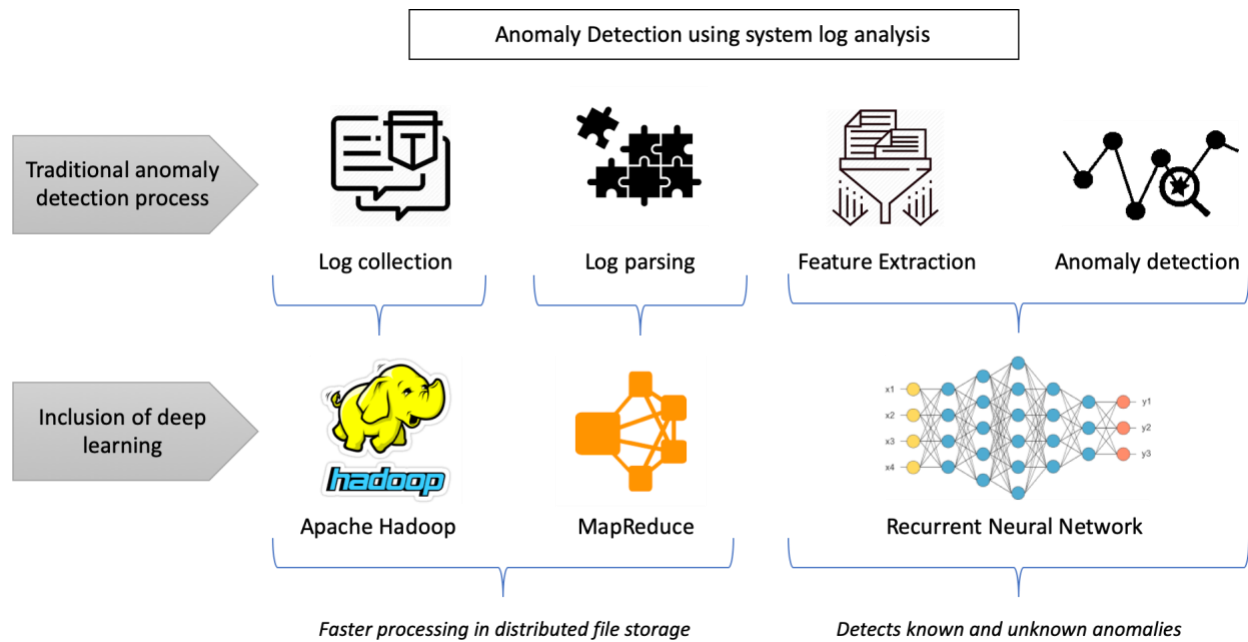 Anomaly Detection using system log analysis
Traditional anomaly
detection process
T
Log collection
Log parsing
Feature Extraction
Anomaly detection
Inclusion of deep
learning
hadoop
x1
x2
x3
x4
y1
y2
y3
Apache Hadoop
MapReduce
Recurrent Neural Network
Faster processing in distributed file storage
Detects known and unknown anomalies